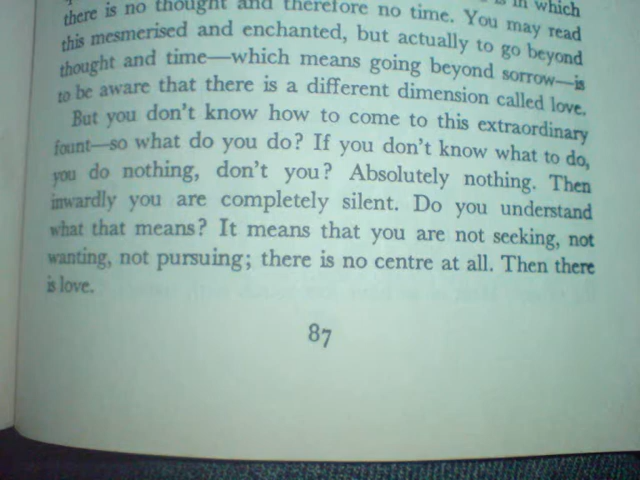 is in which
there is no thought and therefore no time. You may read
this mesmerised and enchanted, but actually to go beyond
thought and time—which means going beyond sorrow—is
to be aware that there is a different dimension called love.
But you don't know how to come to this extraordinary
fount—so what do you do? If you don't know what to do,
you do nothing, don't you? Absolutely nothing. Then
inwardly you are completely silent. Do you understand
what that means? It means that you are not seeking, not
wanting, not pursuing; there is no centre at all. Then there
is love.
87